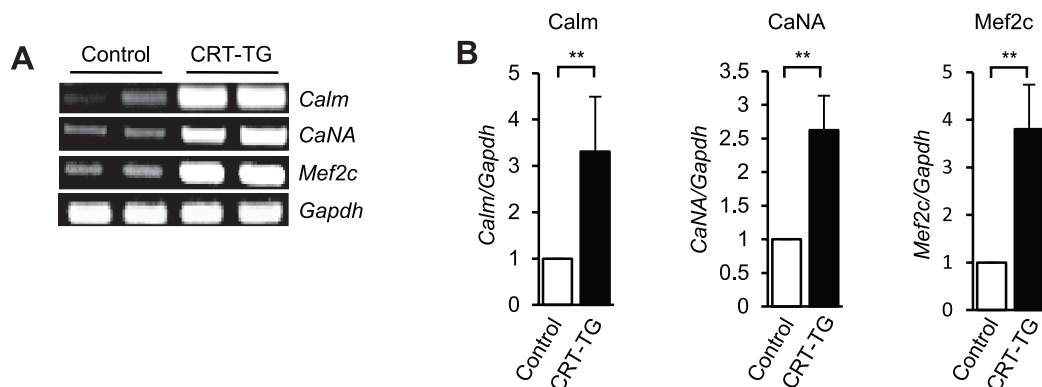 A
Control CRT-TG
Calm
CaNA
Mef2c
Gapdh
B
Calm
**
5
4
3
2
1
0
Calm/Gapdh
Control
CRT-TG
CaNA
**
3.5
3
2.5
2
1.5
1
0.5
0
CaNA/Gapdh
Control
CRT-TG
Mef2c
**
5
4
3
2
1
0
Mef2c/Gapdh
Control
CRT-TG